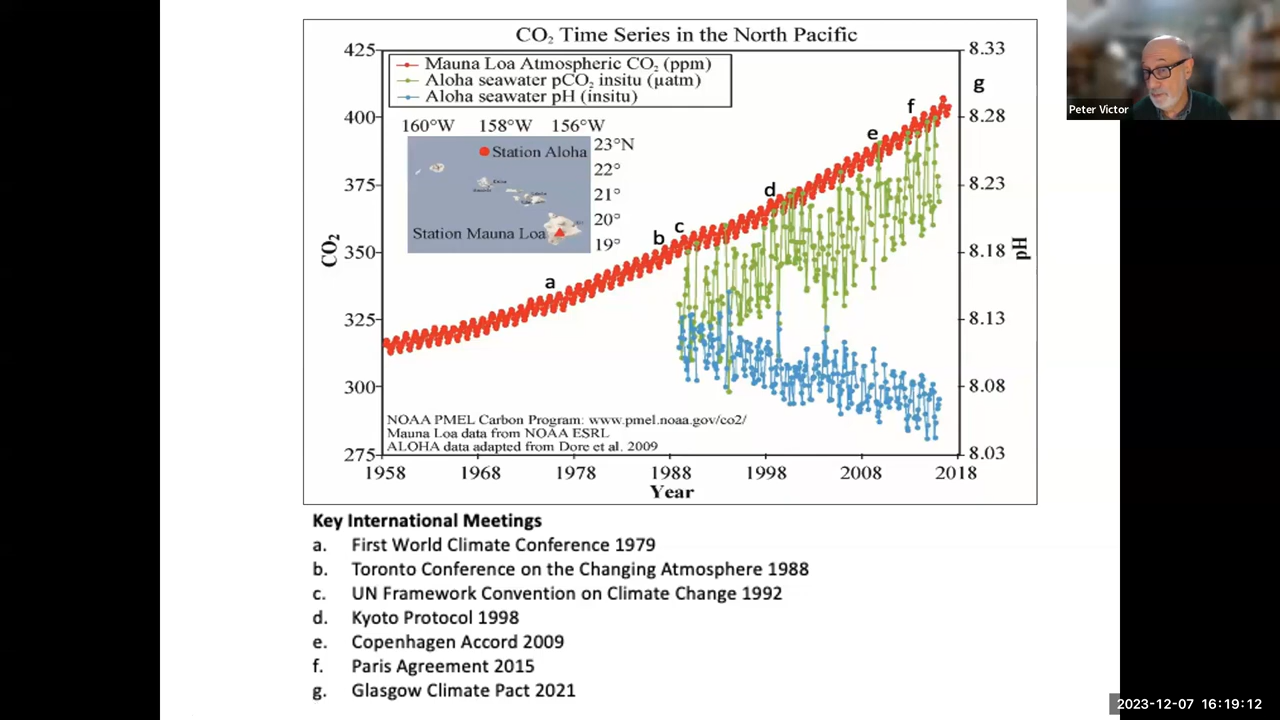 CO₂ Time Series in the North Pacific
425
400
375
350
325
300
275
CO₂
8.33
8.28
8.23
8.18
8.13
8.08
8.03
pH
Mauna Loa Atmospheric CO₂ (ppm)
Aloha seawater pCO₂ insitu (µatm)
Aloha seawater pH (insitu)
160°W 158°W 156°W
23°N
22°
21°
20°
19°
Station Aloha
Station Mauna Loa
a
b
c
d
e
f
g
NOAA PMEL Carbon Program: www.pmel.noaa.gov/co2/
Mauna Loa data from NOAA ESRL
ALOHA data adapted from Dore et al. 2009
1958 1968 1978 1988 1998 2008 2018
Year
Key International Meetings
a. First World Climate Conference 1979
b. Toronto Conference on the Changing Atmosphere 1988
c. UN Framework Convention on Climate Change 1992
d. Kyoto Protocol 1998
e. Copenhagen Accord 2009
f. Paris Agreement 2015
g. Glasgow Climate Pact 2021
Peter Victor
2023-12-07 16:19:12